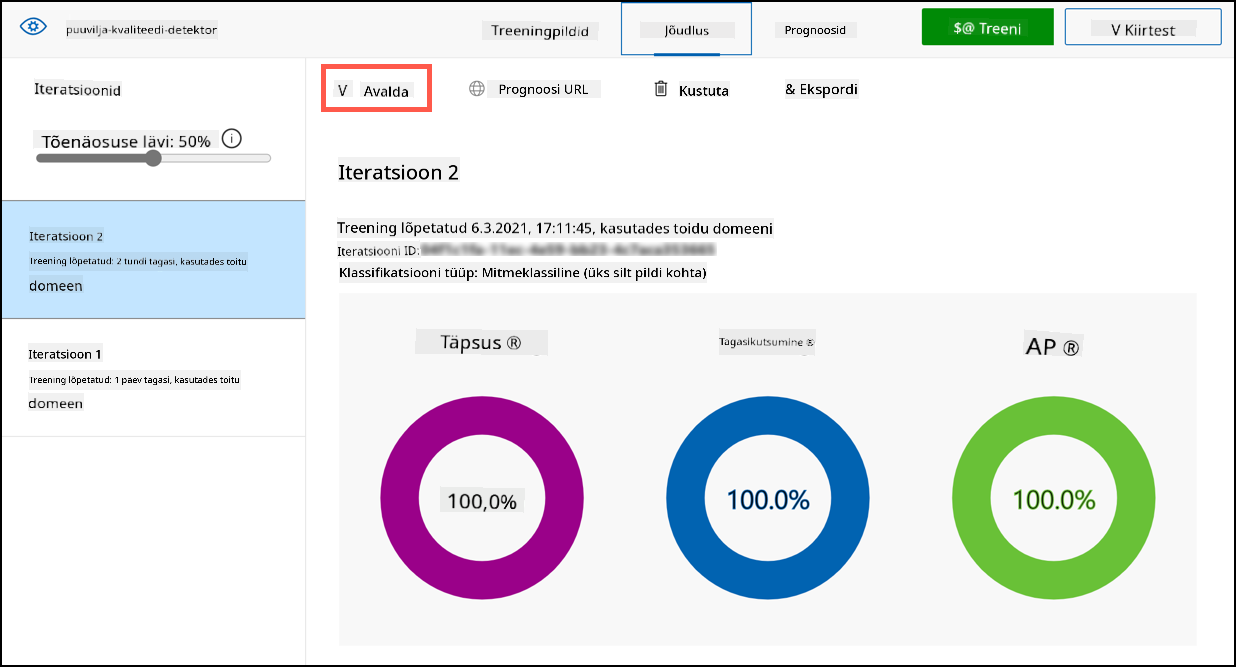 puuvilja-kvaliteedi-detektor
Treeningpildid
Jõudlus
Prognoosid
$@ Treeni
V Kiirtest
Iteratsioonid
V Avalda
Prognoosi URL
Kustuta
& Ekspordi
Tõenäosuse lävi: 50%
Iteratsioon 2
Treening lõpetatud: 2 tundi tagasi, kasutades toitu
domeen
Iteratsioon 1
Treening lõpetatud: 1 päev tagasi, kasutades toitu
domeen
Iteratsioon 2
Treening lõpetatud 6.3.2021, 17:11:45, kasutades toidu domeeni
Iteratsiooni ID:
Klassifikatsiooni tüüp: Mitmeklassiline (üks silt pildi kohta)
Täpsus ®
Tagasikutsumine ®
AP ®
100,0%
100.0%
100.0%